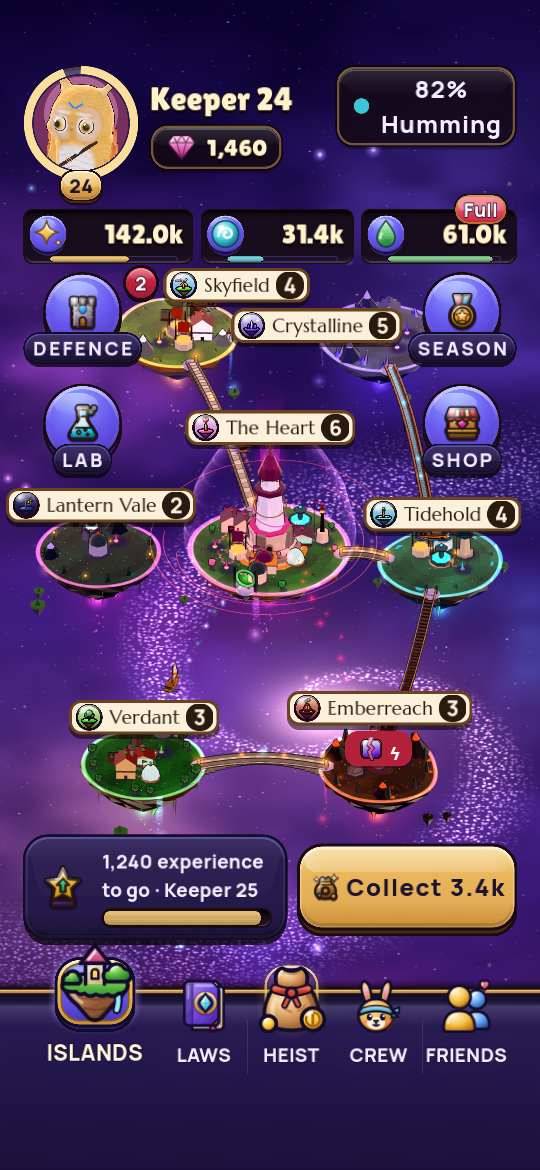 Keeper 24
82%
Humming
1,460
24
Full
142.0k
31.4k
61.0k
2
Skyfield 4
Crystalline 5
DEFENCE
SEASON
The Heart 6
LAB
SHOP
Lantern Vale 2
Tidehold 4
Verdant 3
Emberreach 3
1,240 experience
to go · Keeper 25
Collect 3.4k
ISLANDS
LAWS
HEIST
CREW
FRIENDS